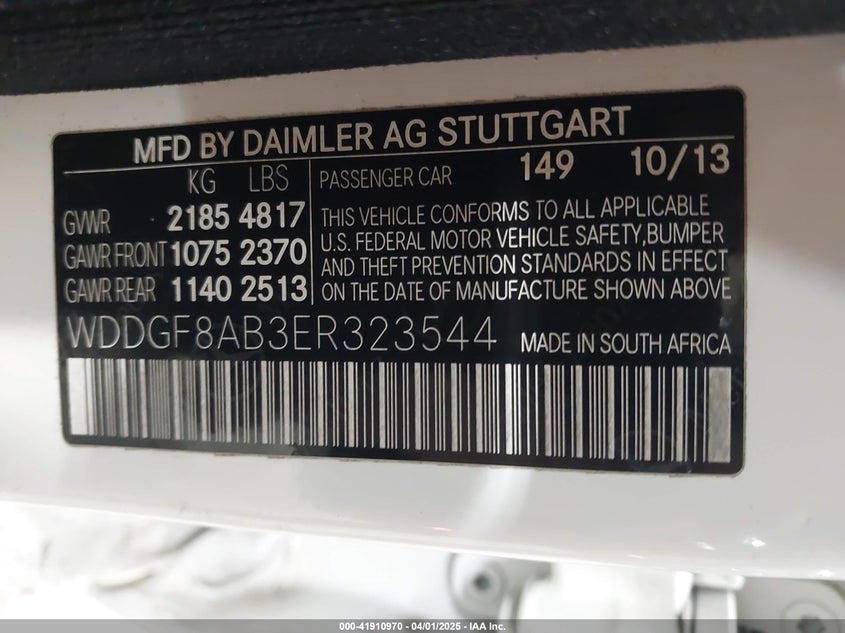 MFD BY DAIMLER AG STUTTGART
KG LBS
GVWR 2185 4817
GAWR FRONT 1075 2370
GAWR REAR 1140 2513
PASSENGER CAR 149 10/13
THIS VEHICLE CONFORMS TO ALL APPLICABLE
U.S. FEDERAL MOTOR VEHICLE SAFETY,BUMPER
AND THEFT PREVENTION STANDARDS IN EFFECT
ON THE DATE OF MANUFACTURE SHOWN ABOVE
WDDGF8AB3ER323544 MADE IN SOUTH AFRICA
000-41910970 - 04/01/2025 - IAA Inc.